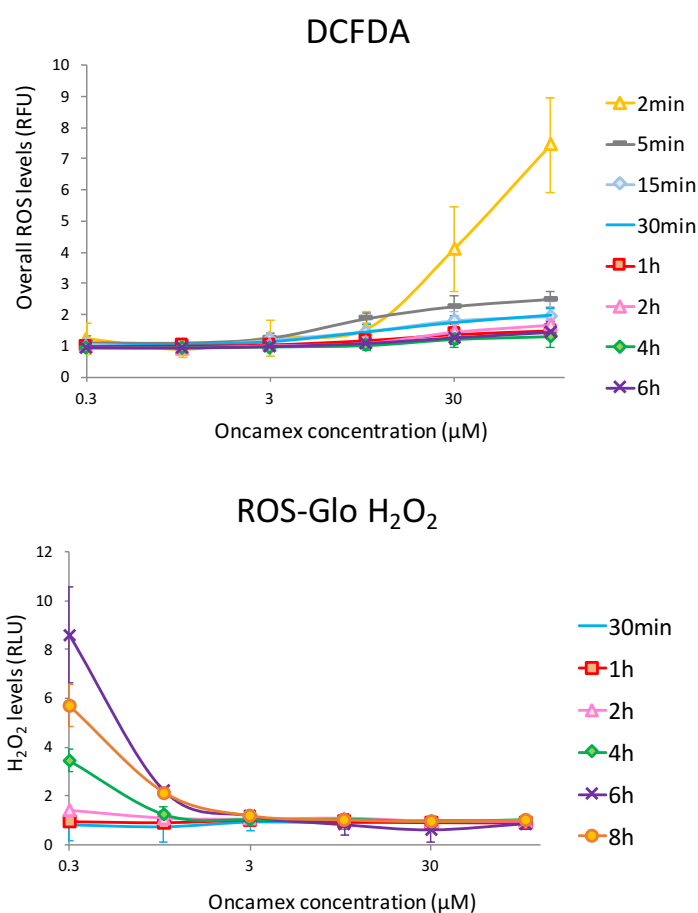 DCFDA
Overall ROS levels (RFU)
10
9
8
7
6
5
4
3
2
1
0
0.3
3
30
Oncamex concentration (µM)
2min
5min
15min
30min
1h
2h
4h
6h
ROS-Glo H₂O₂
H₂O₂ levels (RLU)
12
10
8
6
4
2
0
0.3
3
30
Oncamex concentration (µM)
30min
1h
2h
4h
6h
8h